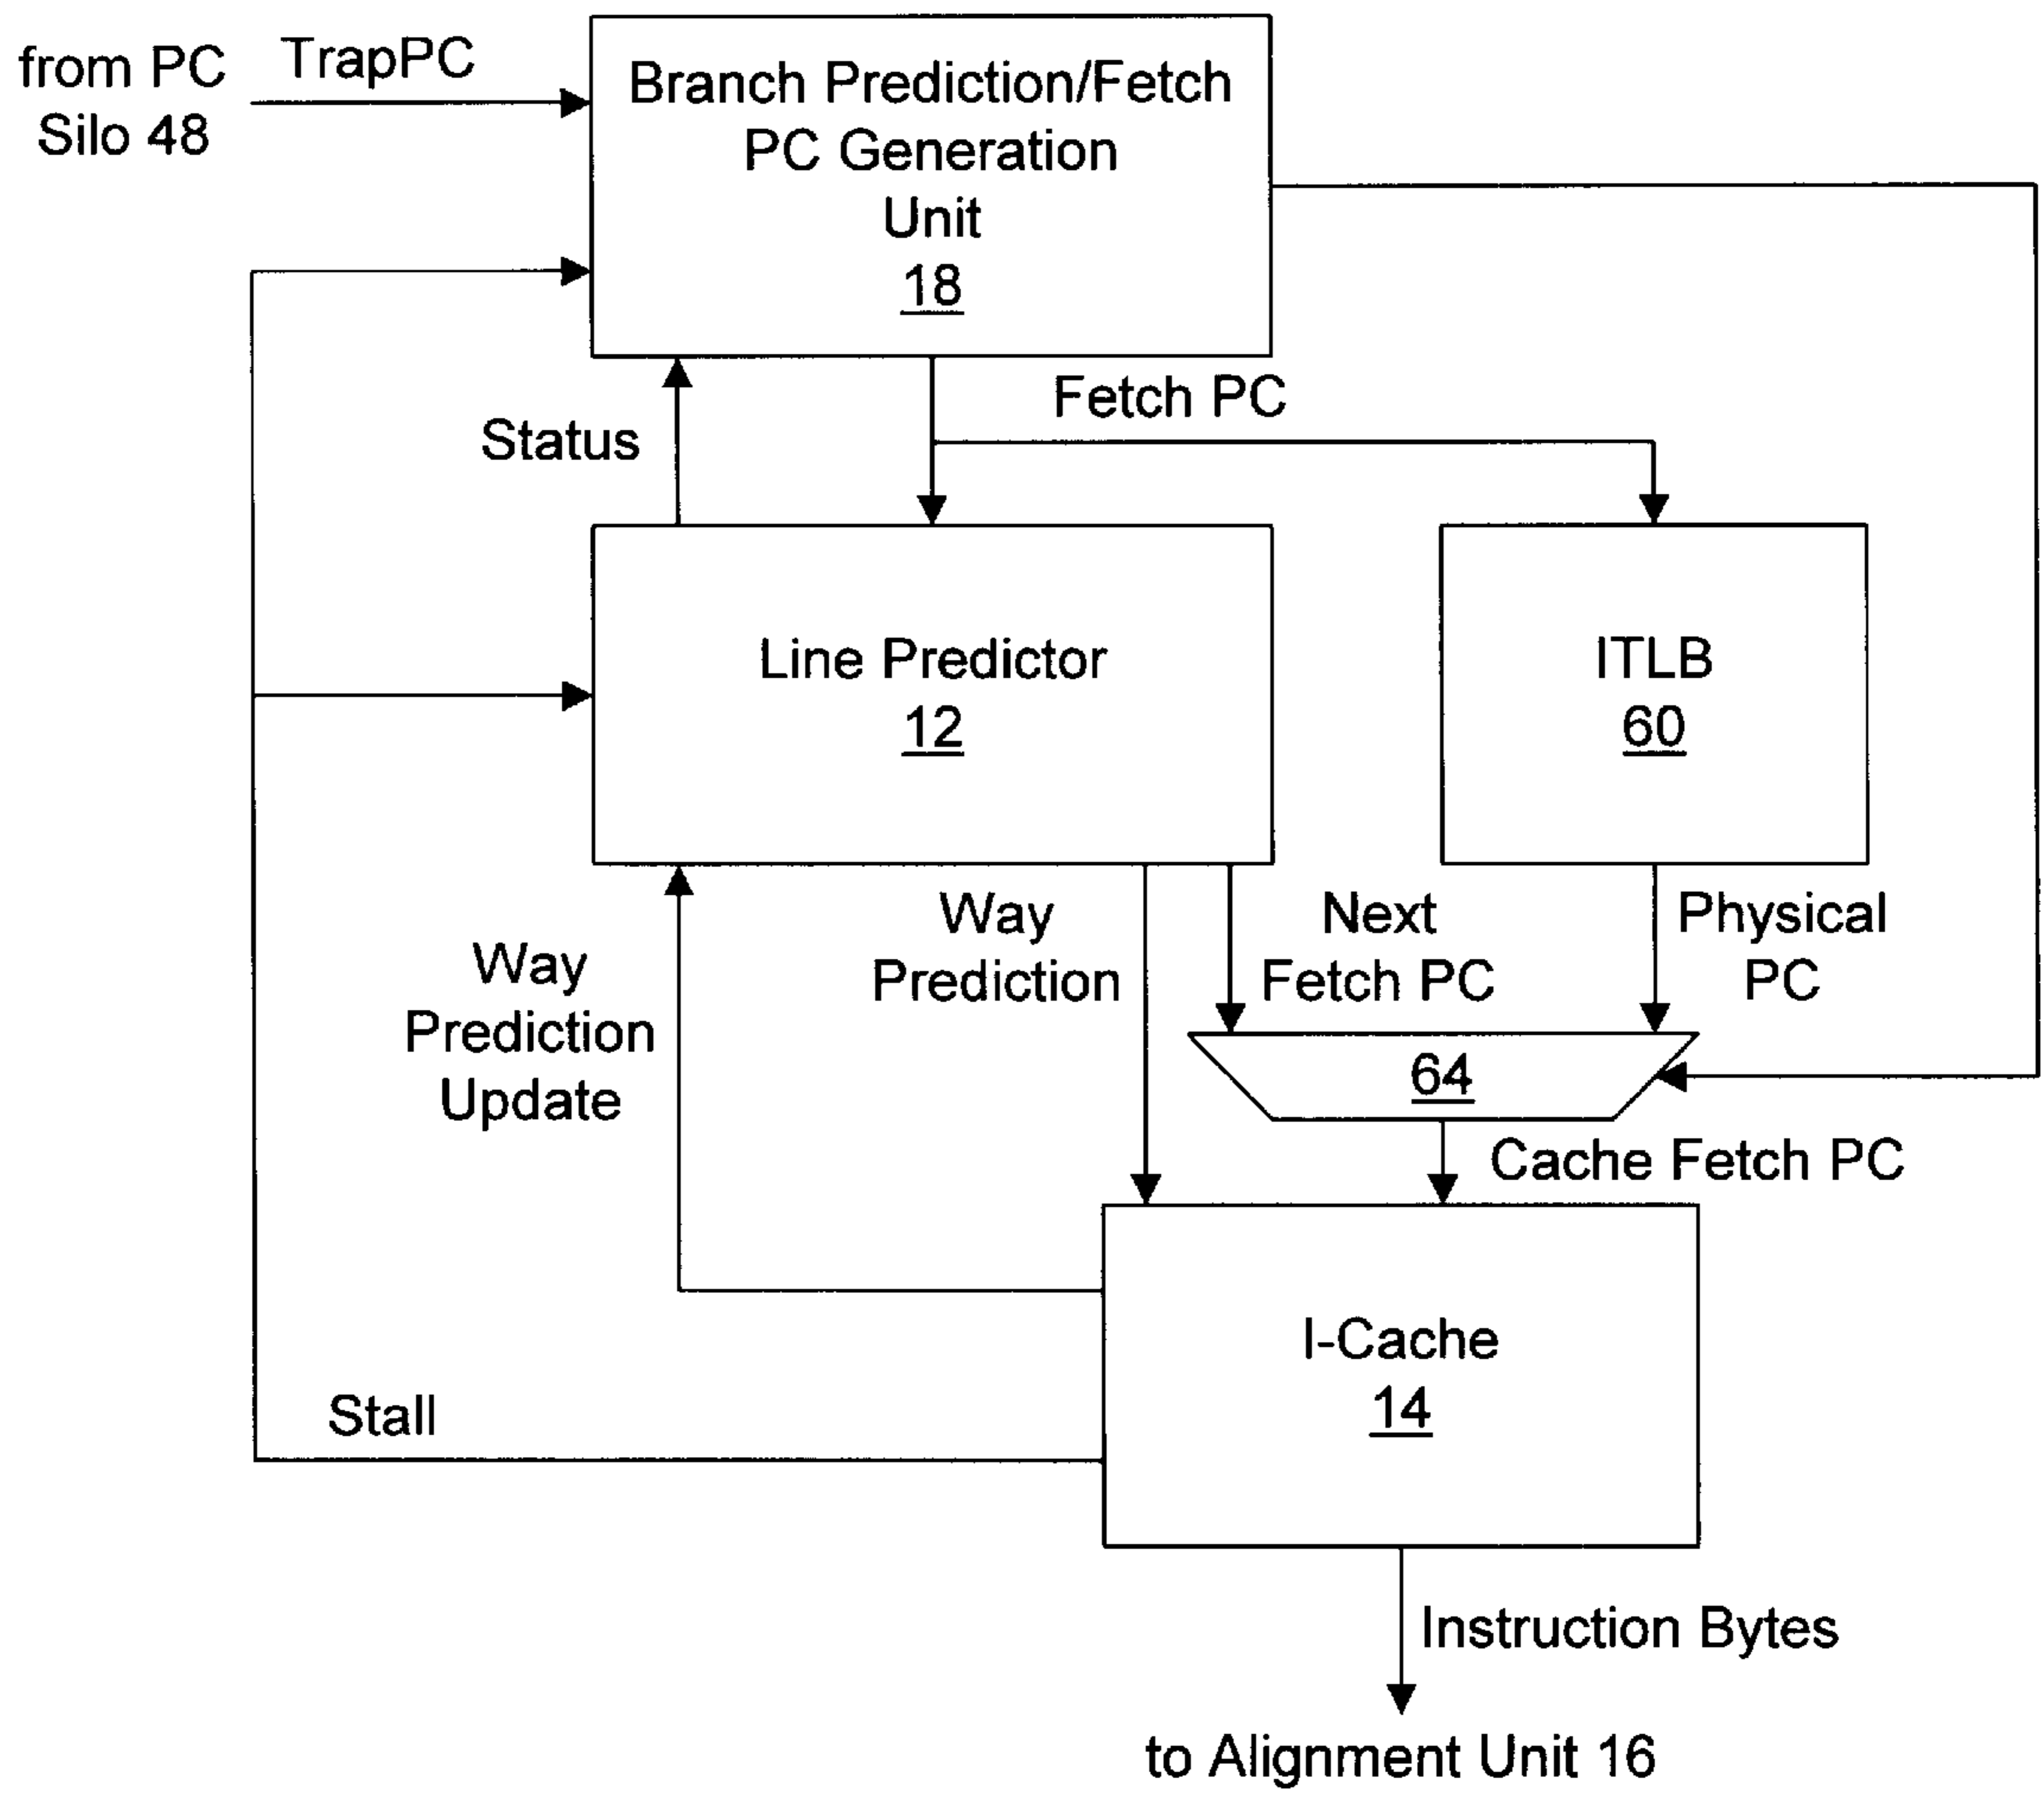 from PC
Silo 48
TrapPC
Branch Prediction/Fetch
PC Generation
Unit
18
Status
Fetch PC
Line Predictor
12
ITLB
60
Way
Prediction
Update
Way
Prediction
Next
Fetch PC
Physical
PC
64
Cache Fetch PC
I-Cache
14
Stall
Instruction Bytes
to Alignment Unit 16